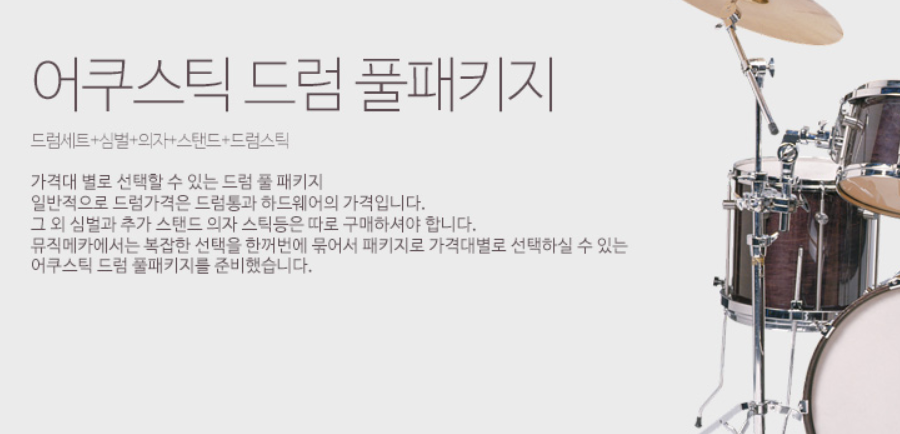 어쿠스틱 드럼 풀패키지
드럼세트+심벌+의자+스탠드+드럼스틱
가격대 별로 선택할 수 있는 드럼 풀 패키지
일반적으로 드럼가격은 드럼통과 하드웨어의 가격입니다.
그 외 심벌과 추가 스탠드 의자 스틱등은 따로 구매하셔야 합니다.
뮤직메카에서는 복잡한 선택을 한꺼번에 묶어서 패키지로 가격대별로 선택하실 수 있는
어쿠스틱 드럼 풀패키지를 준비했습니다.